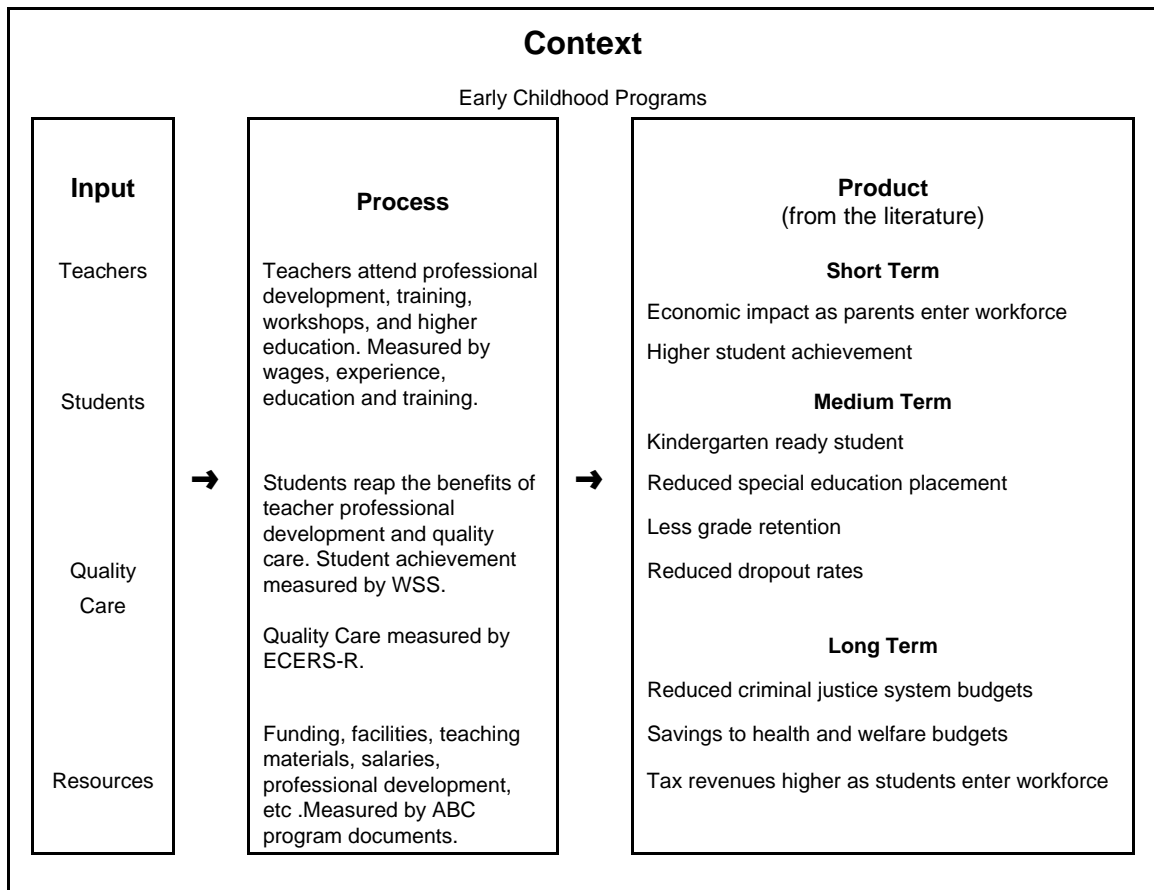 Context
Early Childhood Programs
Input
Teachers
Students
Quality
Care
Resources
➞
Process
Teachers attend professional
development, training,
workshops, and higher
education. Measured by
wages, experience,
education and training.
Students reap the benefits of
teacher professional
development and quality
care. Student achievement
measured by WSS.
Quality Care measured by
ECERS-R.
Funding, facilities, teaching
materials, salaries,
professional development,
etc .Measured by ABC
program documents.
➞
Product
(from the literature)
Short Term
Economic impact as parents enter workforce
Higher student achievement
Medium Term
Kindergarten ready student
Reduced special education placement
Less grade retention
Reduced dropout rates
Long Term
Reduced criminal justice system budgets
Savings to health and welfare budgets
Tax revenues higher as students enter workforce